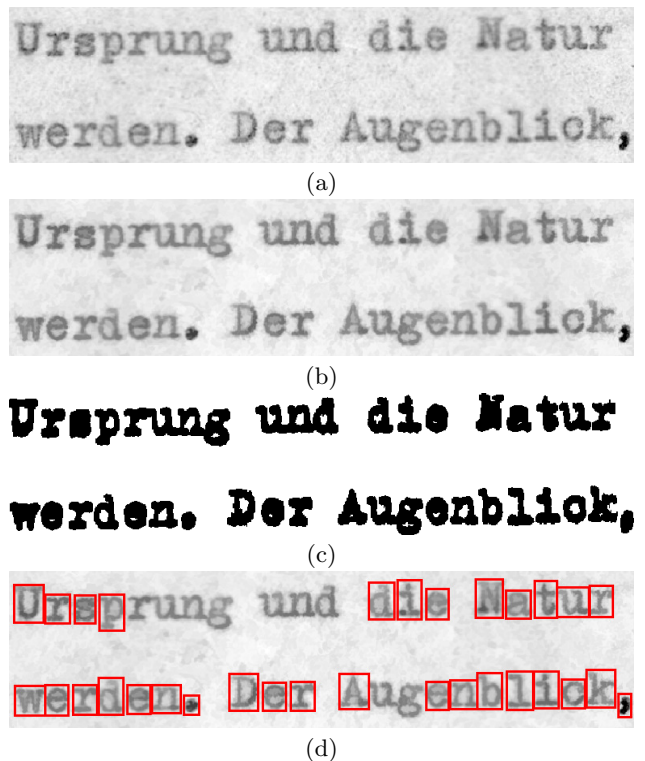 Ursprung und die Natur
werden. Der Augenblick,
(a)
Ursprung und die Natur
werden. Der Augenblick,
(b)
Ursprung und die Natur
werden. Der Augenblick,
(c)
Ursprung und die Natur
werden. Der Augenblick,
(d)